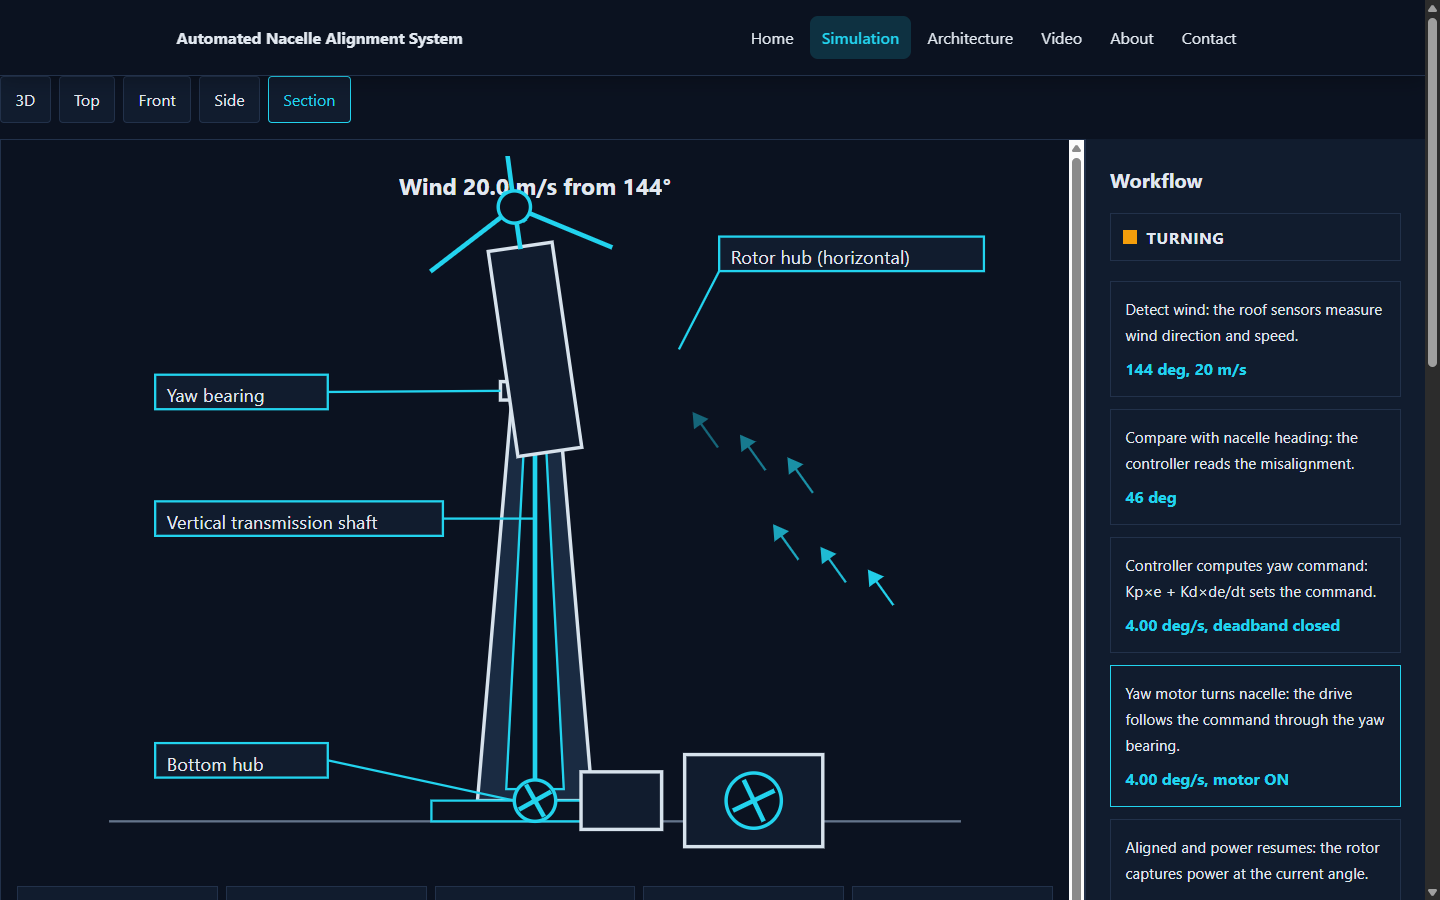 Automated Nacelle Alignment System
Home
Simulation
Architecture
Video
About
Contact
3D
Top
Front
Side
Section
Wind 20.0 m/s from 144°
Rotor hub (horizontal)
Yaw bearing
Vertical transmission shaft
Bottom hub
Workflow
TURNING
Detect wind: the roof sensors measure
wind direction and speed.
144 deg, 20 m/s
Compare with nacelle heading: the
controller reads the misalignment.
46 deg
Controller computes yaw command:
Kp×e + Kd×de/dt sets the command.
4.00 deg/s, deadband closed
Yaw motor turns nacelle: the drive
follows the command through the yaw
bearing.
4.00 deg/s, motor ON
Aligned and power resumes: the rotor
captures power at the current angle.